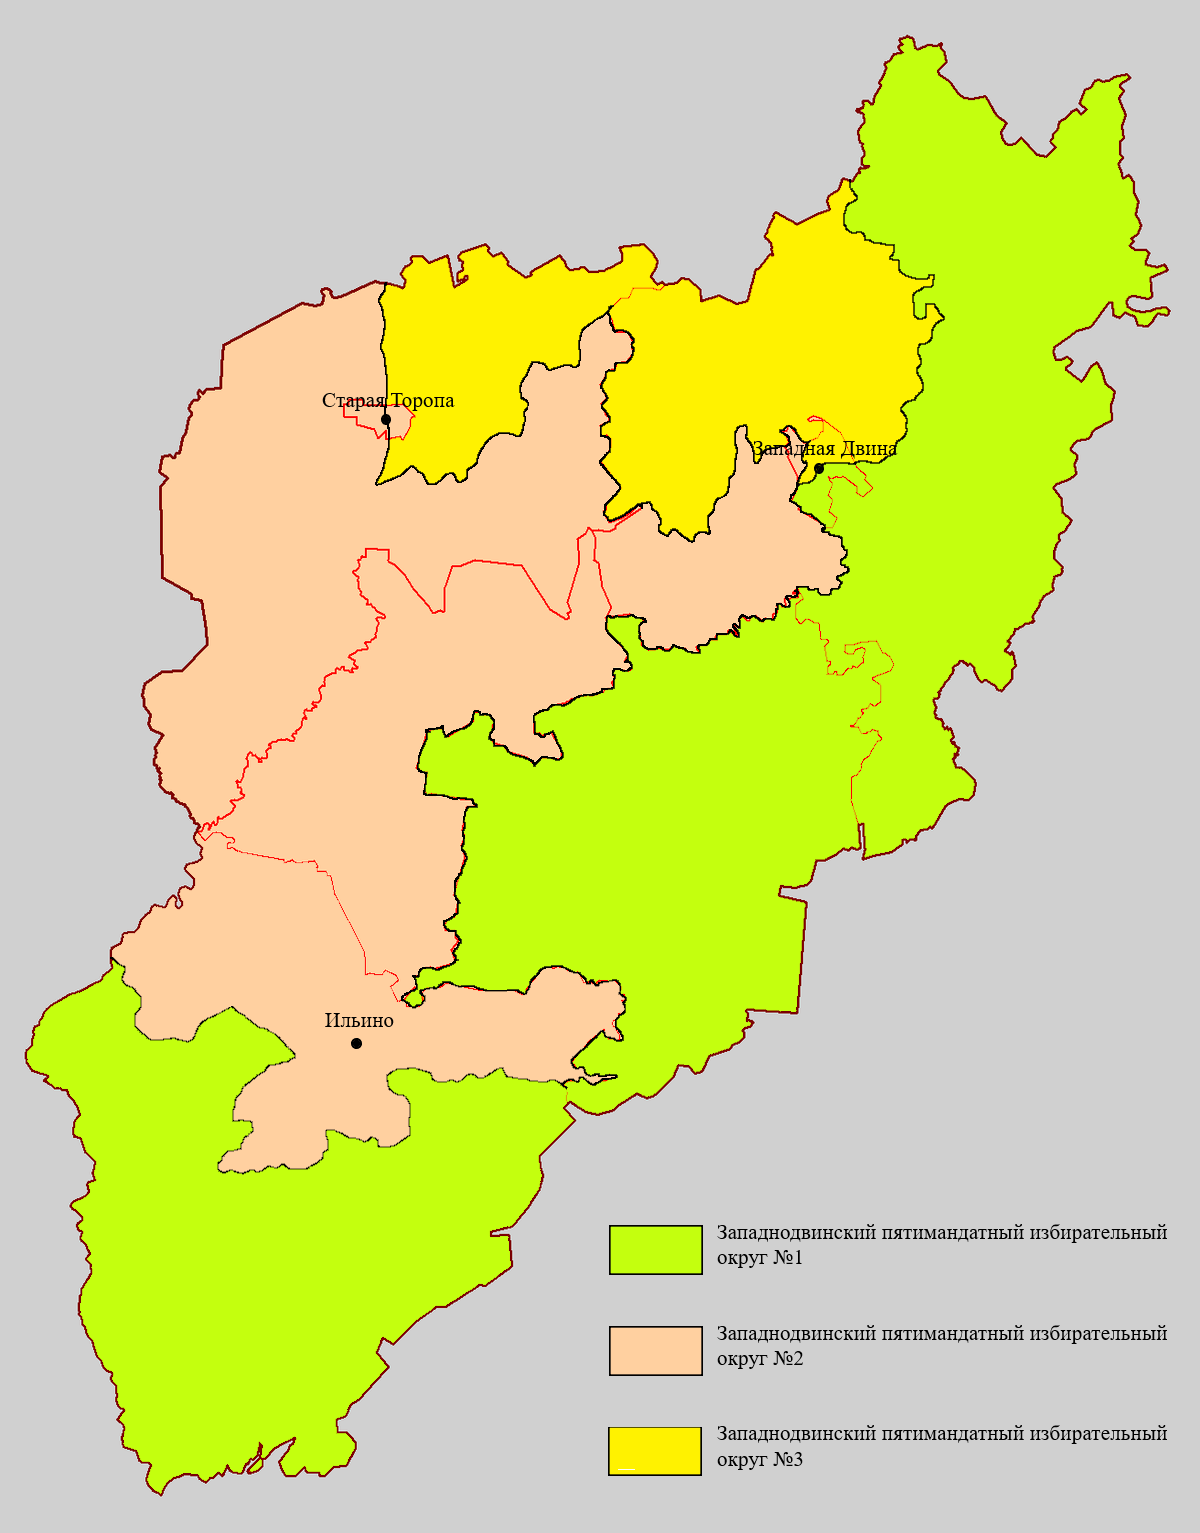 Старая Торопа
Западная Двина
Ильино
Западнодвинский пятимандатный избирательный
округ №1
Западнодвинский пятимандатный избирательный
округ №2
Западнодвинский пятимандатный избирательный
округ №3